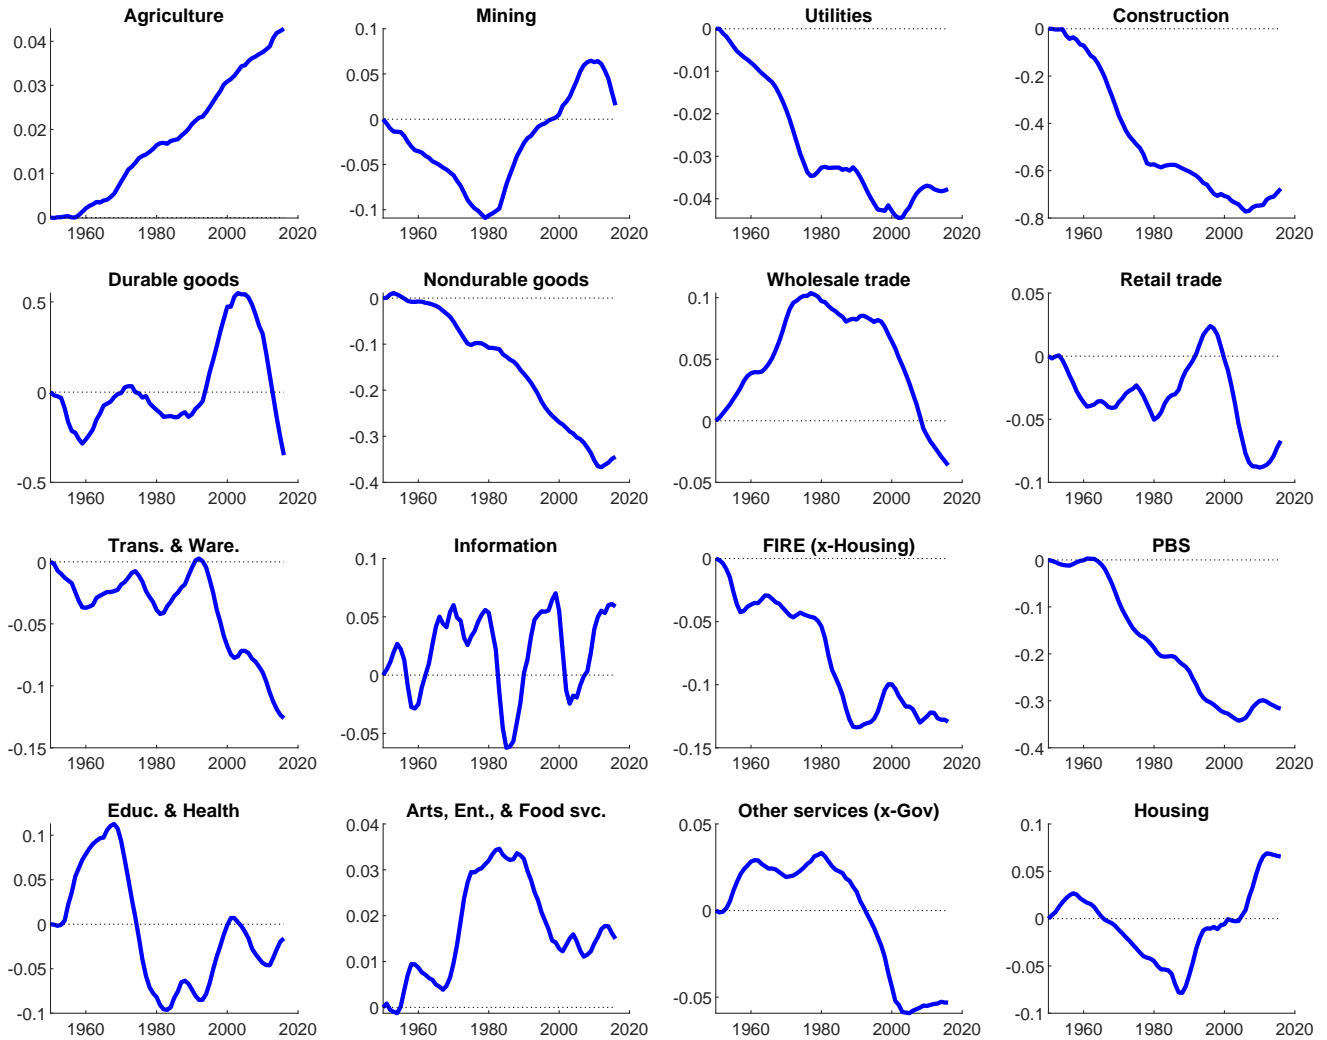 Agriculture
0.04
0.03
0.02
0.01
0
1960 1980 2000 2020
Mining
0.1
0.05
0
-0.05
-0.1
1960 1980 2000 2020
Utilities
0
-0.01
-0.02
-0.03
-0.04
1960 1980 2000 2020
Construction
0
-0.2
-0.4
-0.6
-0.8
1960 1980 2000 2020
Durable goods
0.5
0
-0.5
1960 1980 2000 2020
Nondurable goods
0
-0.1
-0.2
-0.3
-0.4
1960 1980 2000 2020
Wholesale trade
0.1
0.05
0
-0.05
1960 1980 2000 2020
Retail trade
0.05
0
-0.05
-0.1
1960 1980 2000 2020
Trans. & Ware.
0
-0.05
-0.1
-0.15
1960 1980 2000 2020
Information
0.1
0.05
0
-0.05
1960 1980 2000 2020
FIRE (x-Housing)
0
-0.05
-0.1
-0.15
1960 1980 2000 2020
PBS
0
-0.1
-0.2
-0.3
-0.4
1960 1980 2000 2020
Educ. & Health
0.1
0.05
0
-0.05
-0.1
1960 1980 2000 2020
Arts, Ent., & Food svc.
0.04
0.03
0.02
0.01
0
1960 1980 2000 2020
Other services (x-Gov)
0.05
0
-0.05
1960 1980 2000 2020
Housing
0.1
0.05
0
-0.05
-0.1
1960 1980 2000 2020